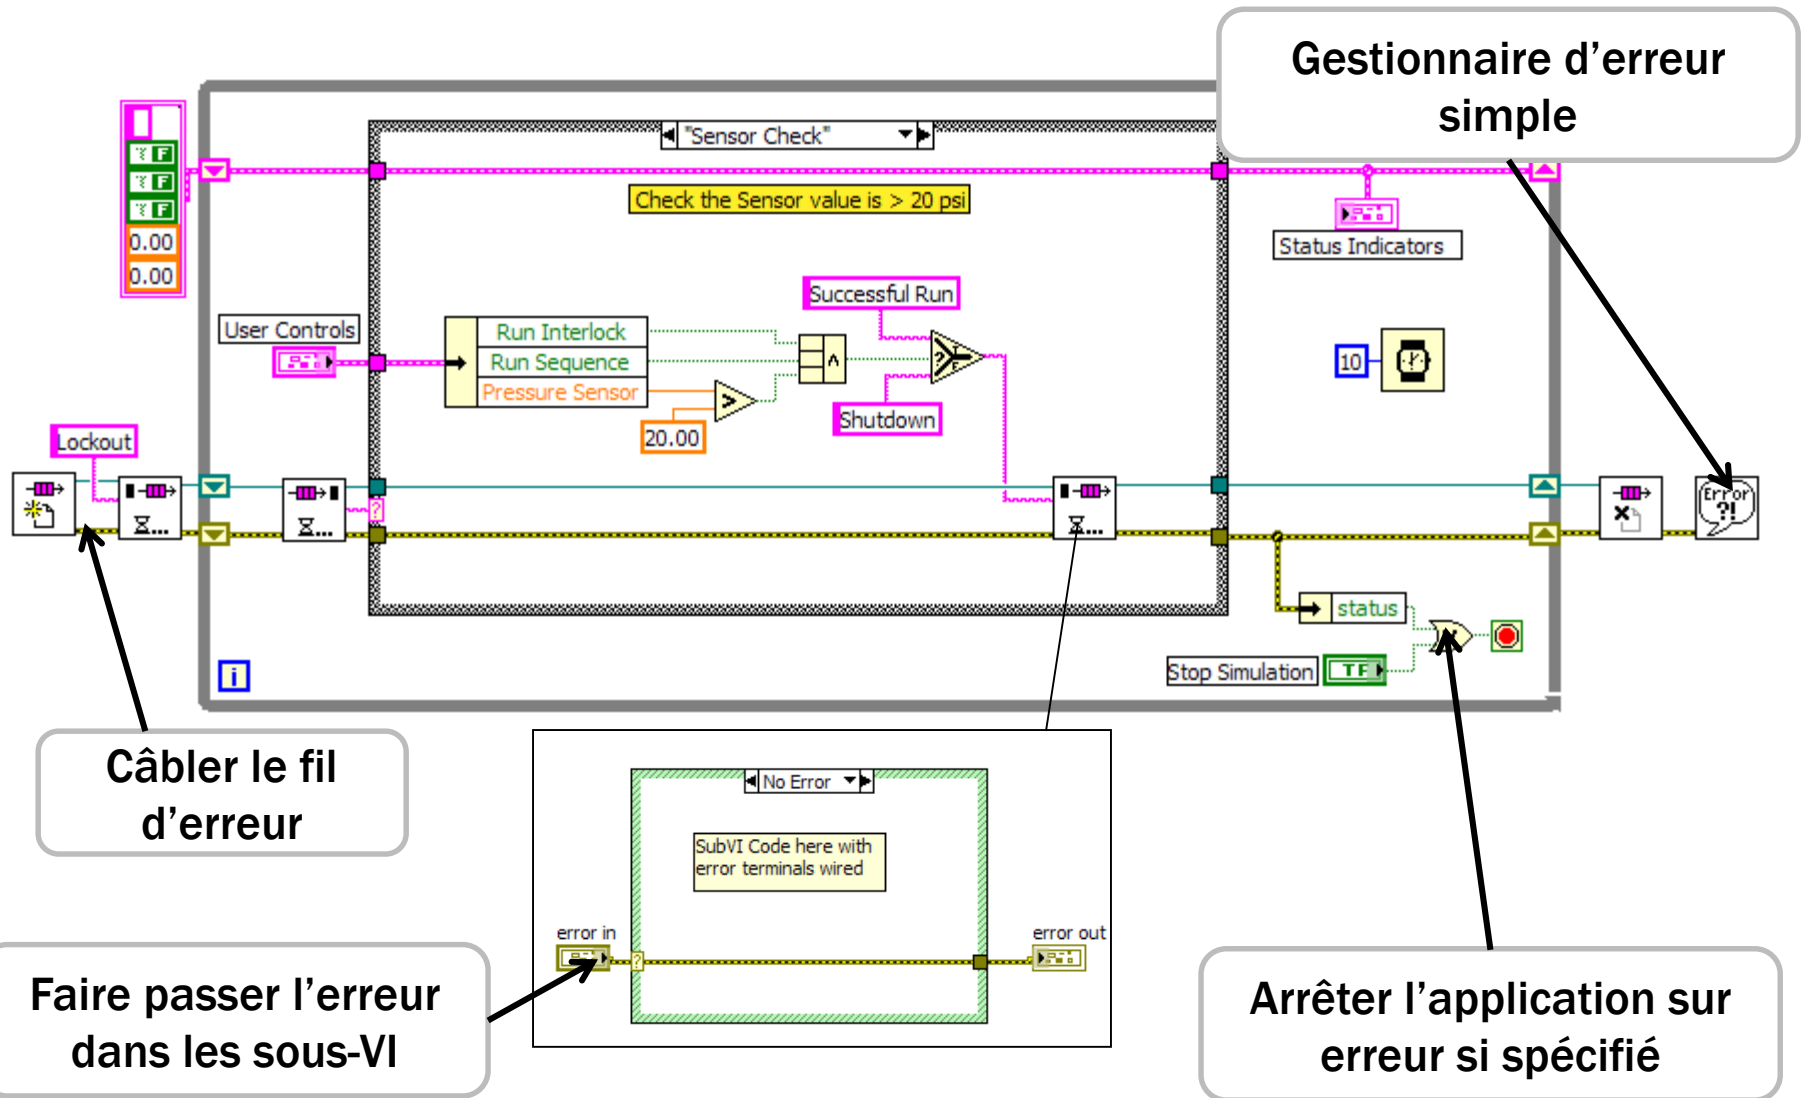 Gestionnaire d’erreur
simple
"Sensor Check"
Check the Sensor value is > 20 psi
F
F
F
0.00
0.00
Status Indicators
Successful Run
User Controls
Run Interlock
Run Sequence
Pressure Sensor
>
20.00
Shutdown
10
Lockout
?
Error
?!
status
Stop Simulation
TF
i
Câbler le fil
d’erreur
No Error
SubVI Code here with
error terminals wired
error in
error out
?
Faire passer l’erreur
dans les sous-VI
Arrêter l’application sur
erreur si spécifié